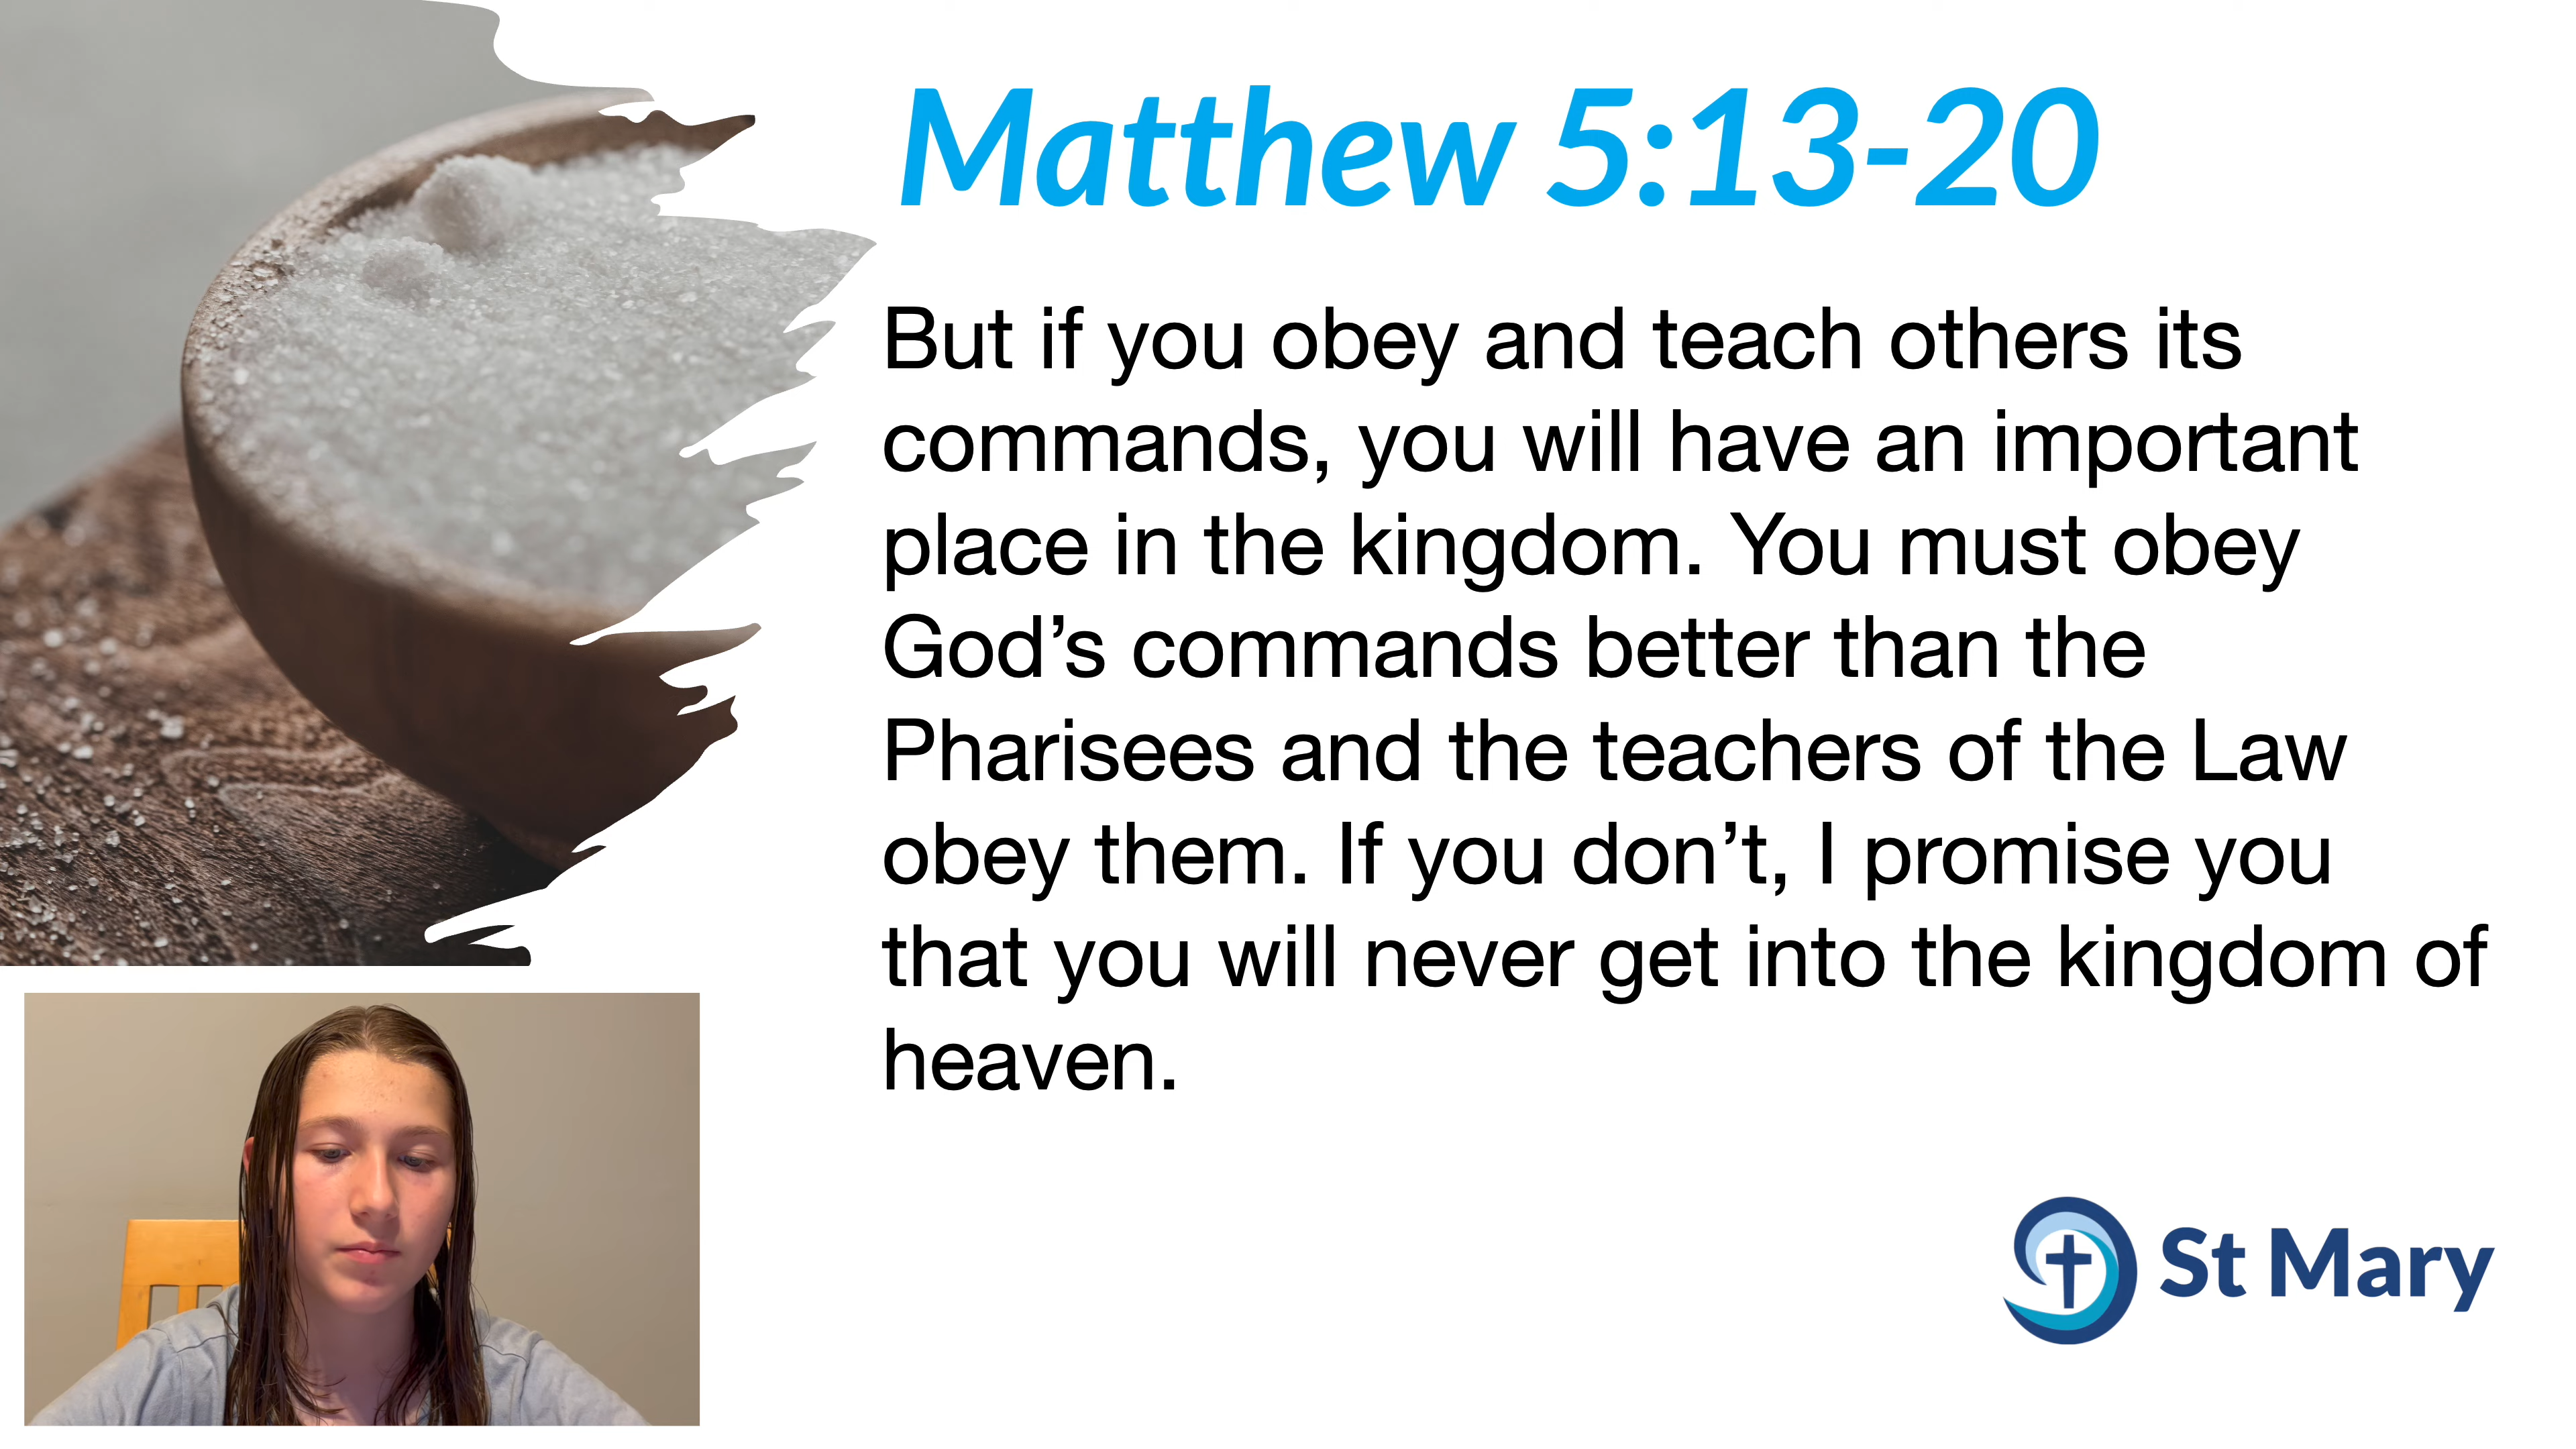 Matthew 5:13-20
But if you obey and teach others its
commands, you will have an important
place in the kingdom. You must obey
God’s commands better than the
Pharisees and the teachers of the Law
obey them. If you don’t, I promise you
that you will never get into the kingdom of
heaven.
St Mary